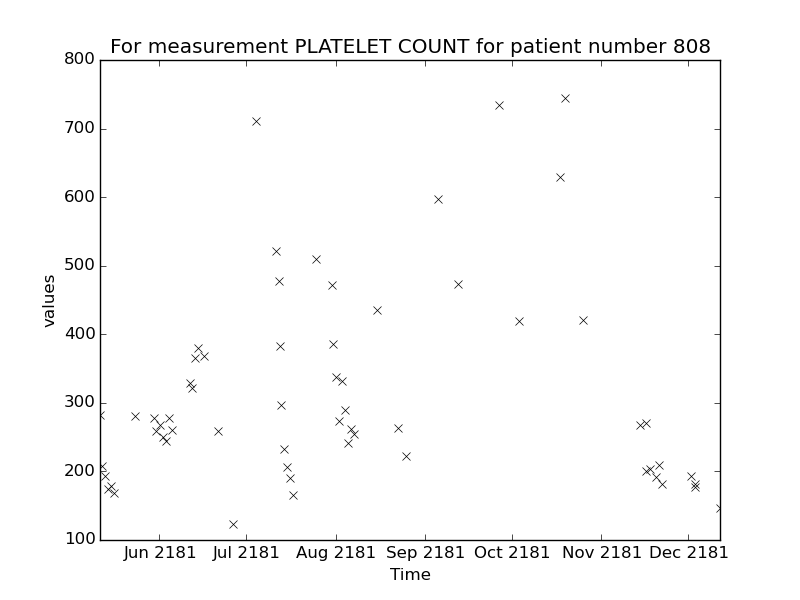 For measurement PLATELET COUNT for patient number 808
800
700
600
500
400
300
200
100
values
Jun 2181 Jul 2181 Aug 2181 Sep 2181 Oct 2181 Nov 2181 Dec 2181
Time